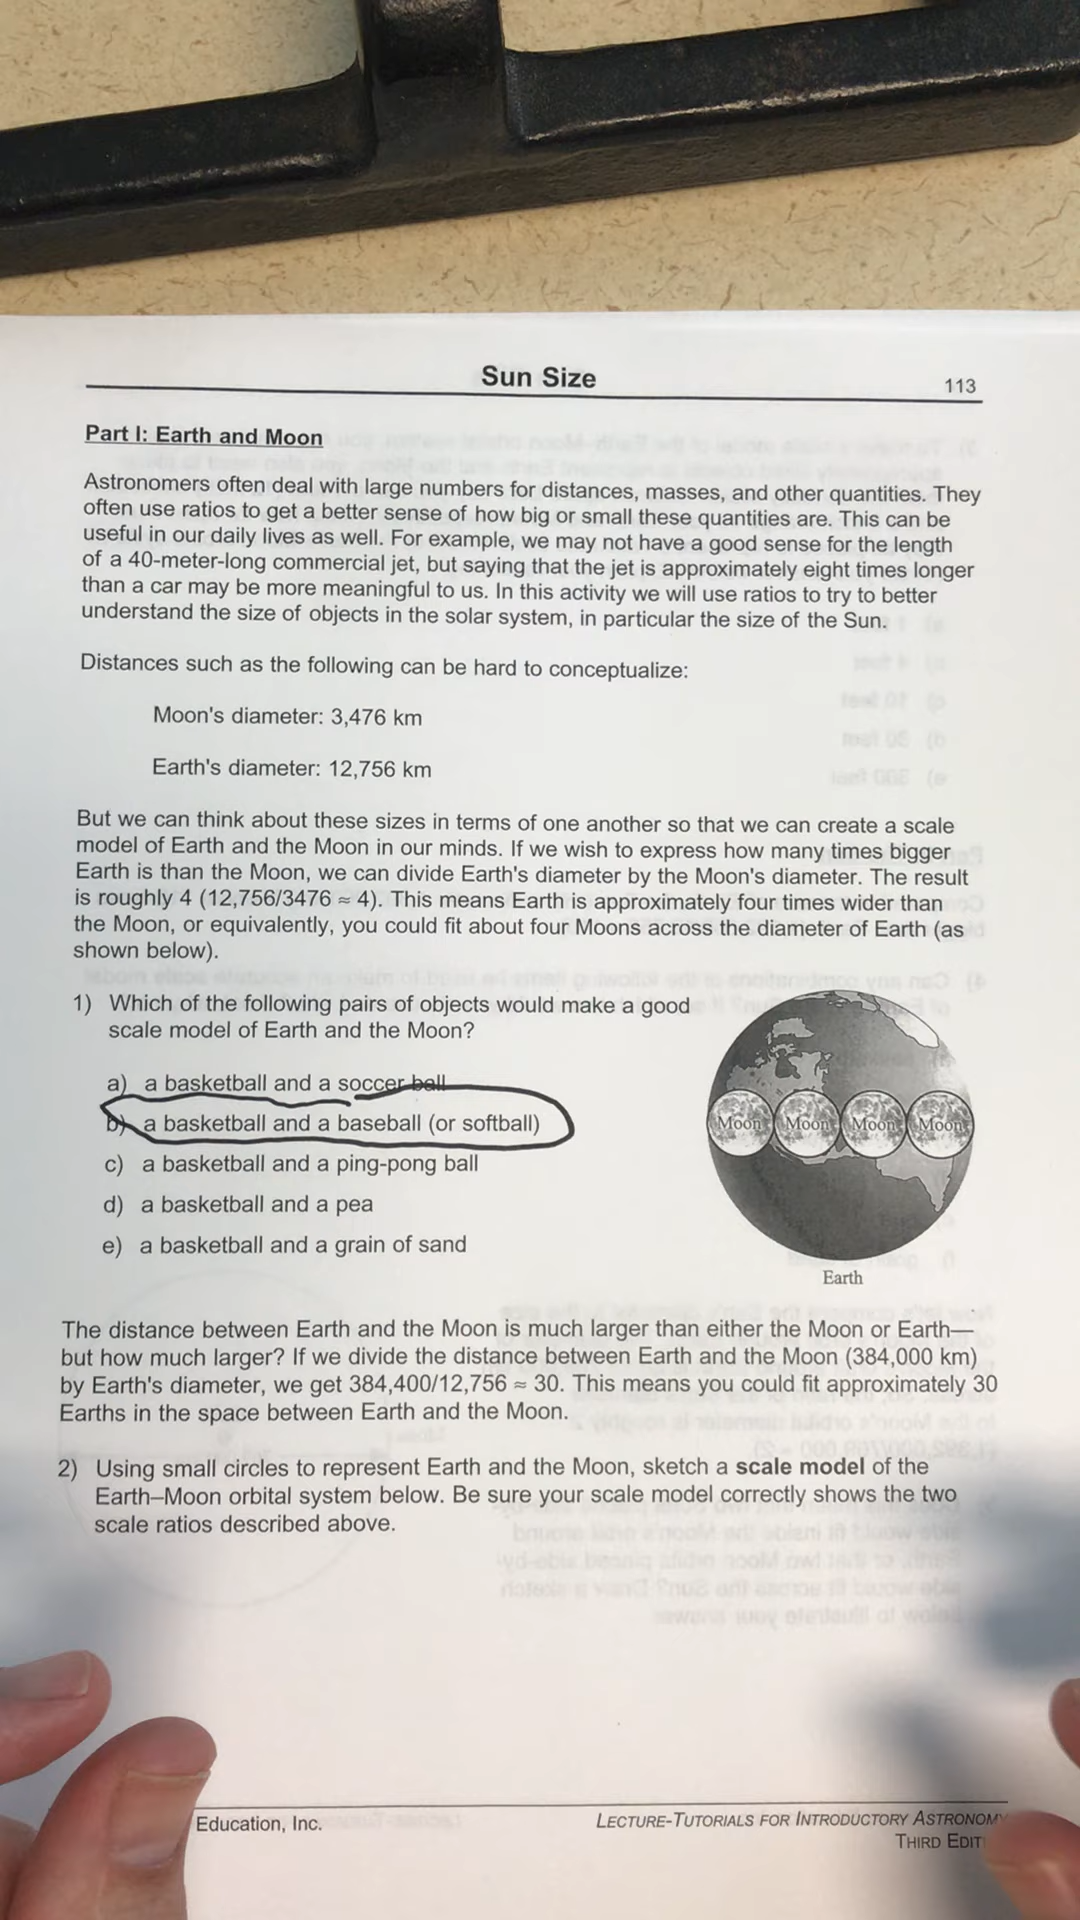 Sun Size
113
Part I: Earth and Moon
Astronomers often deal with large numbers for distances, masses, and other quantities. They
often use ratios to get a better sense of how big or small these quantities are. This can be
useful in our daily lives as well. For example, we may not have a good sense for the length
of a 40-meter-long commercial jet, but saying that the jet is approximately eight times longer
than a car may be more meaningful to us. In this activity we will use ratios to try to better
understand the size of objects in the solar system, in particular the size of the Sun.
Distances such as the following can be hard to conceptualize:
Moon's diameter: 3,476 km
Earth's diameter: 12,756 km
But we can think about these sizes in terms of one another so that we can create a scale
model of Earth and the Moon in our minds. If we wish to express how many times bigger
Earth is than the Moon, we can divide Earth's diameter by the Moon's diameter. The result
is roughly 4 (12,756/3476 ≈ 4). This means Earth is approximately four times wider than
the Moon, or equivalently, you could fit about four Moons across the diameter of Earth (as
shown below).
1) Which of the following pairs of objects would make a good
scale model of Earth and the Moon?
a) a basketball and a soccer ball
b) a basketball and a baseball (or softball)
c) a basketball and a ping-pong ball
d) a basketball and a pea
e) a basketball and a grain of sand
Moon Moon Moon Moon
Earth
The distance between Earth and the Moon is much larger than either the Moon or Earth—
but how much larger? If we divide the distance between Earth and the Moon (384,000 km)
by Earth's diameter, we get 384,400/12,756 ≈ 30. This means you could fit approximately 30
Earths in the space between Earth and the Moon.
2) Using small circles to represent Earth and the Moon, sketch a scale model of the
Earth–Moon orbital system below. Be sure your scale model correctly shows the two
scale ratios described above.
Education, Inc.
LECTURE-TUTORIALS FOR INTRODUCTORY ASTRONOMY
THIRD EDIT